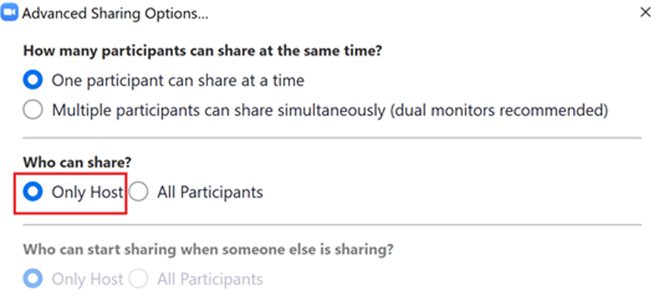 Advanced Sharing Options...
How many participants can share at the same time?
One participant can share at a time
Multiple participants can share simultaneously (dual monitors recommended)
Who can share?
Only Host All Participants
Who can start sharing when someone else is sharing?
Only Host All Participants